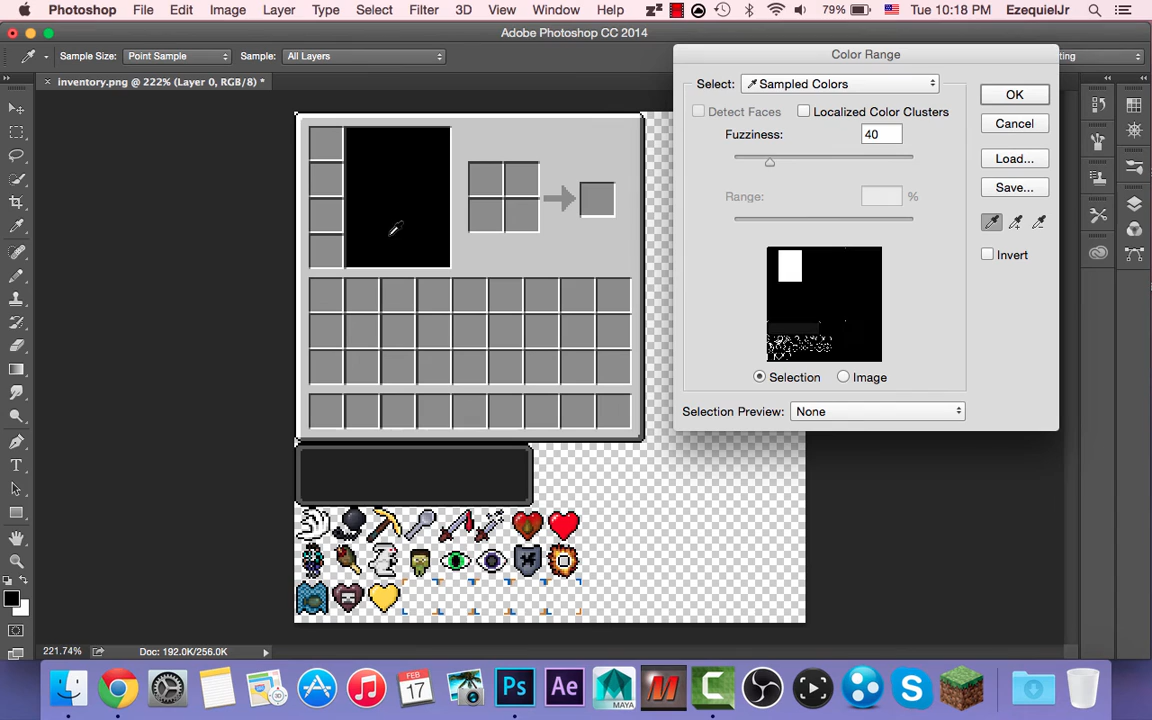 Photoshop File Edit Image Layer Type Select Filter 3D View Window Help 79% Tue 10:18 PM EzequielJr
Adobe Photoshop CC 2014
Sample Size: Point Sample Sample: All Layers
inventory.png @ 222% (Layer 0, RGB/8) *
Color Range
Select: Sampled Colors
OK
Detect Faces Localized Color Clusters
Fuzziness: 40
Cancel
Load...
Range: %
Save...
Invert
Selection Image
Selection Preview: None
221.74% Doc: 192.0K/256.0K
FEB
17
Ps
Ae
MAYA
M
C
S